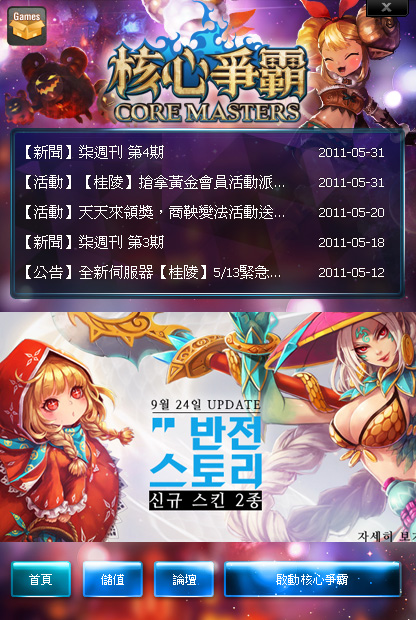 Games
X
核心爭霸
CORE MASTERS
【新聞】柒週刊 第4期 2011-05-31
【活動】【桂陵】搶拿黃金會員活動派... 2011-05-31
【活動】天天來領獎，商鞅變法活動送... 2011-05-20
【新聞】柒週刊 第3期 2011-05-18
【公告】全新伺服器【桂陵】5/13緊急... 2011-05-12
9월 24일 UPDATE
" 반전
스토리
신규 스킨 2종
자세히 보기
首頁 儲值 論壇 啟動核心爭霸